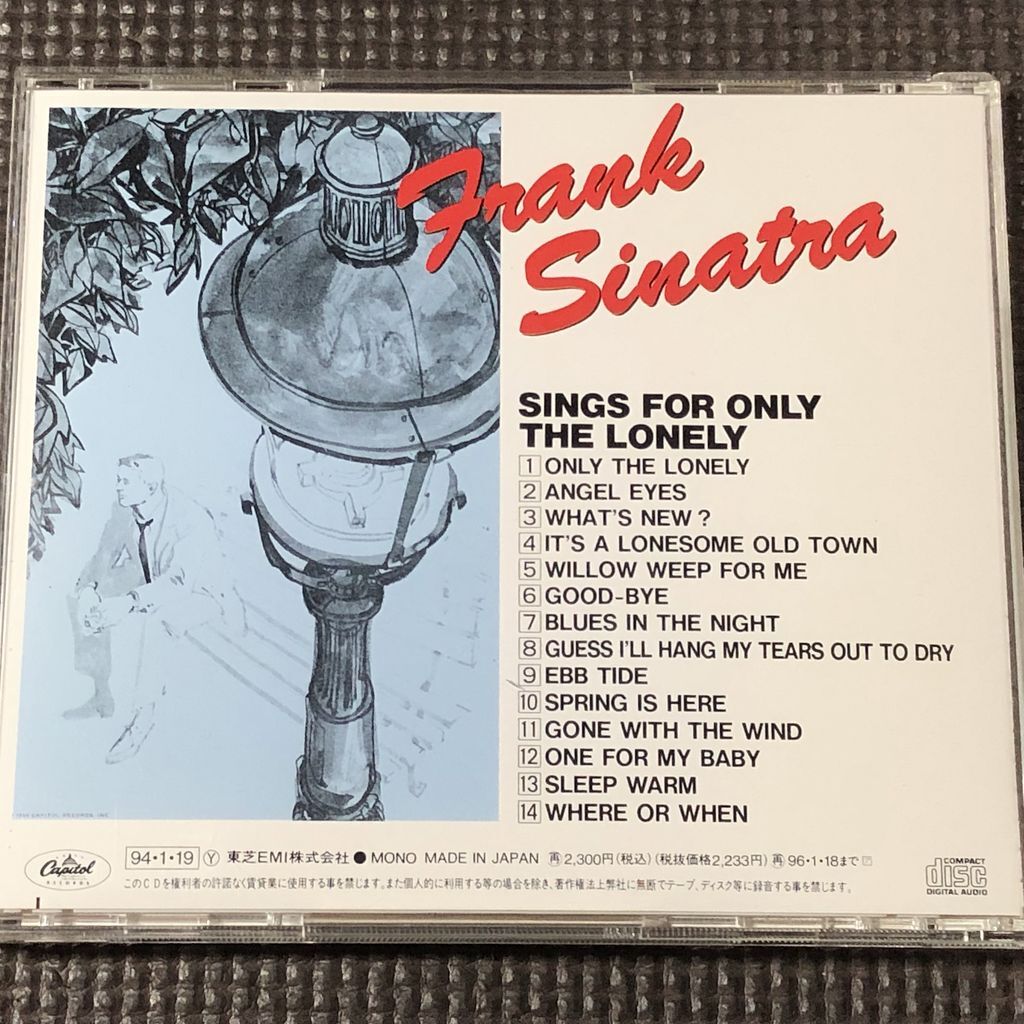 Frank
Sinatra
SINGS FOR ONLY
THE LONELY
1 ONLY THE LONELY
2 ANGEL EYES
3 WHAT'S NEW?
4 IT'S A LONESOME OLD TOWN
5 WILLOW WEEP FOR ME
6 GOOD-BYE
7 BLUES IN THE NIGHT
8 GUESS I'LL HANG MY TEARS OUT TO DRY
9 EBB TIDE
10 SPRING IS HERE
11 GONE WITH THE WIND
12 ONE FOR MY BABY
13 SLEEP WARM
14 WHERE OR WHEN
CAPITOL RECORDS, INC.
Capitol
RECORDS
94・1・19 Ⓨ 東芝EMI株式会社 ● MONO MADE IN JAPAN ㊢2,300円(税込)(税抜価格2,233円)再96・1・18まで
このCDを権利者の許諾なく賃貸業に使用する事を禁じます。また個人的に利用する等の場合を除き、著作権法上弊社に無断でテープ、ディスク等に録音する事を禁じます。
COMPACT
disc
DIGITAL AUDIO